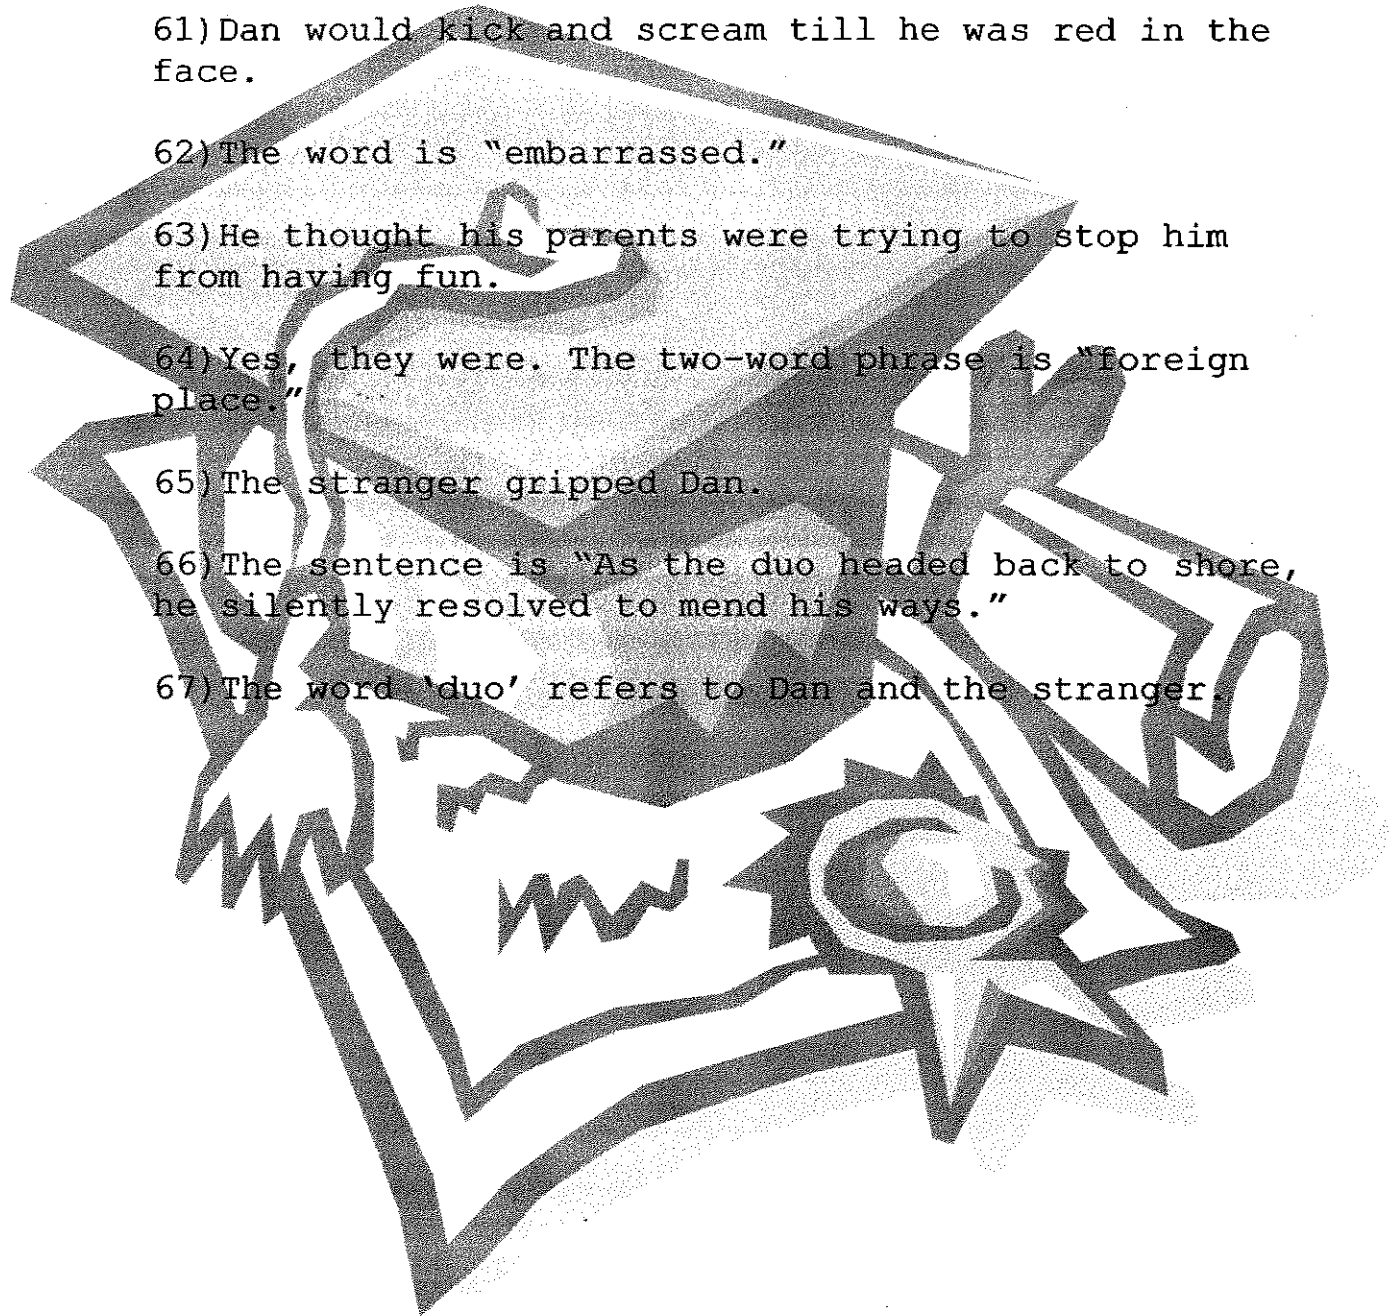 61)Dan would kick and scream till he was red in the
face.
62)The word is “embarrassed.”
63)He thought his parents were trying to stop him
from having fun.
64)Yes, they were. The two-word phrase is “foreign
place.”
65)The stranger gripped Dan.
66)The sentence is “As the duo headed back to shore,
he silently resolved to mend his ways.”
67)The word ‘duo’ refers to Dan and the stranger.